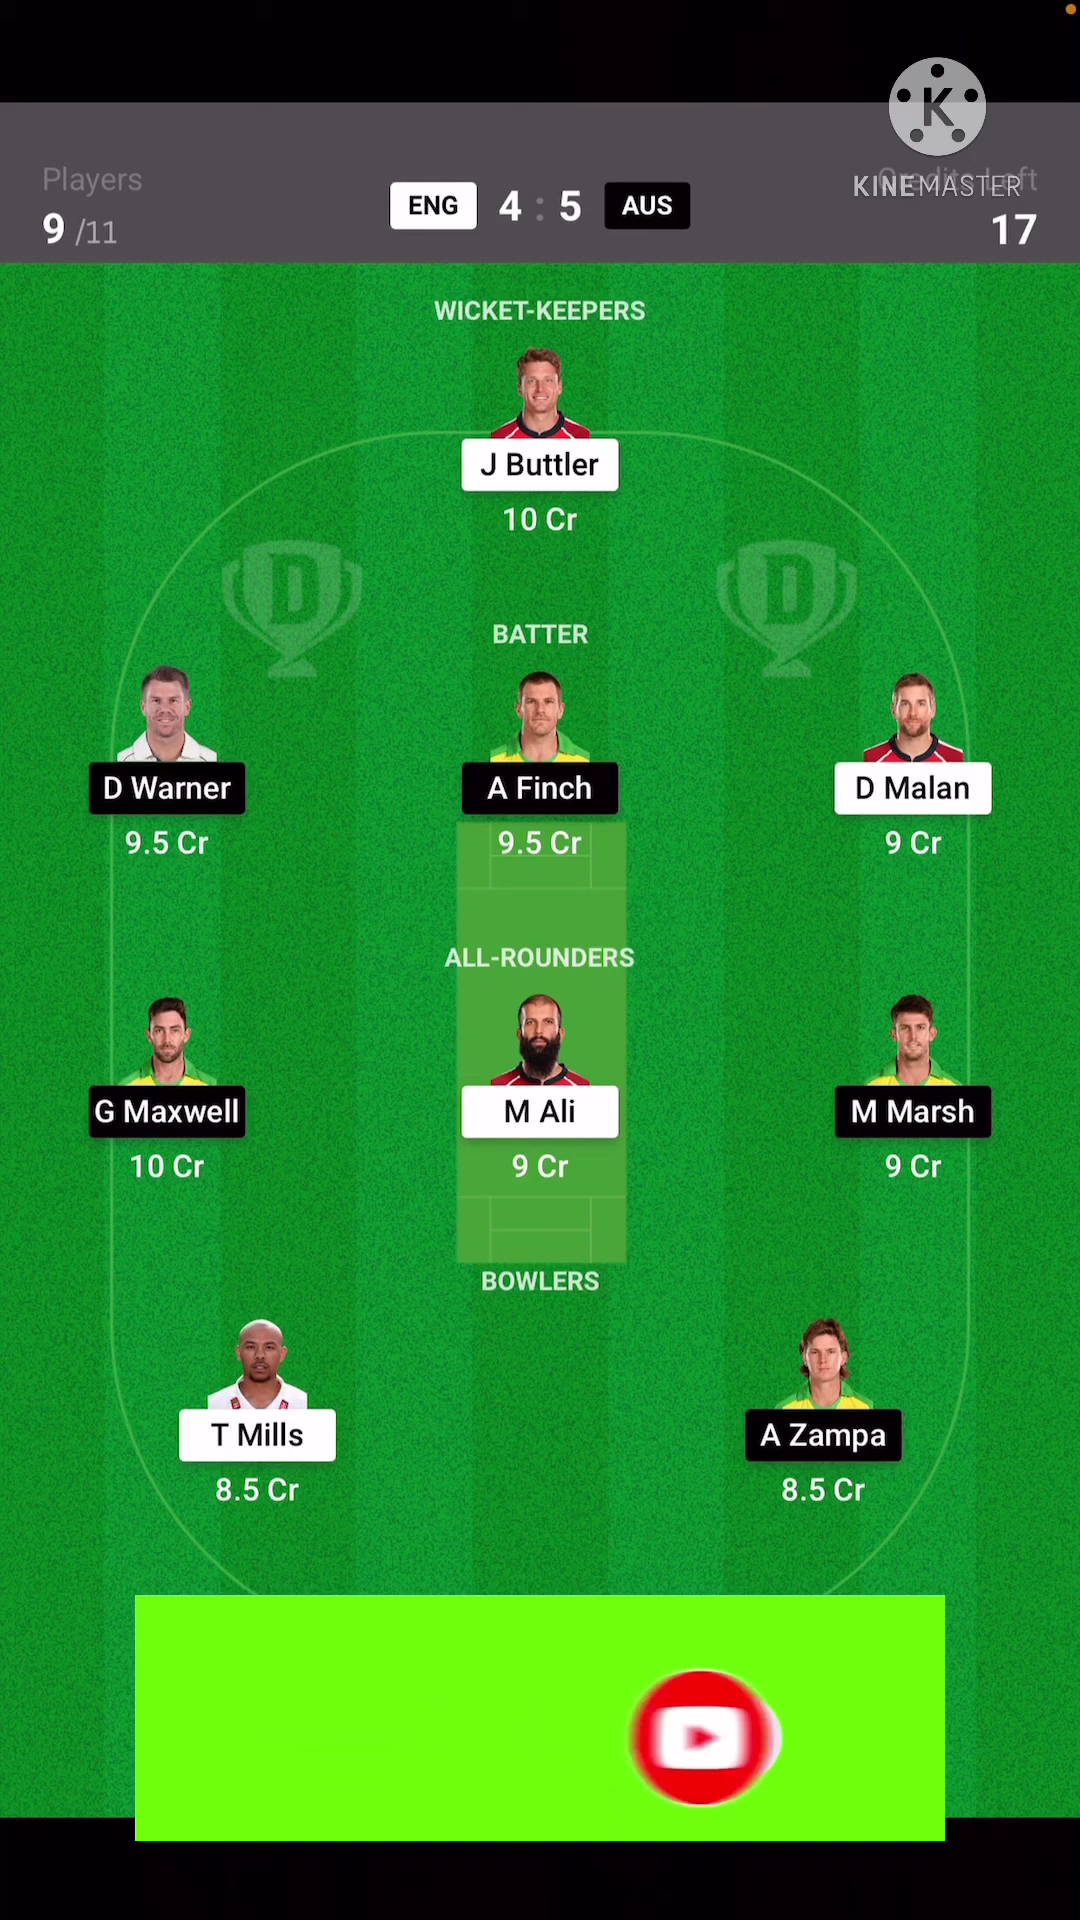 K
KINEMASTER
Players
Credits Left
9 /11
ENG 4 : 5 AUS
17
WICKET-KEEPERS
J Buttler
10 Cr
D
D
BATTER
D Warner
A Finch
D Malan
9.5 Cr
9.5 Cr
9 Cr
ALL-ROUNDERS
G Maxwell
M Ali
M Marsh
10 Cr
9 Cr
9 Cr
BOWLERS
T Mills
A Zampa
8.5 Cr
8.5 Cr